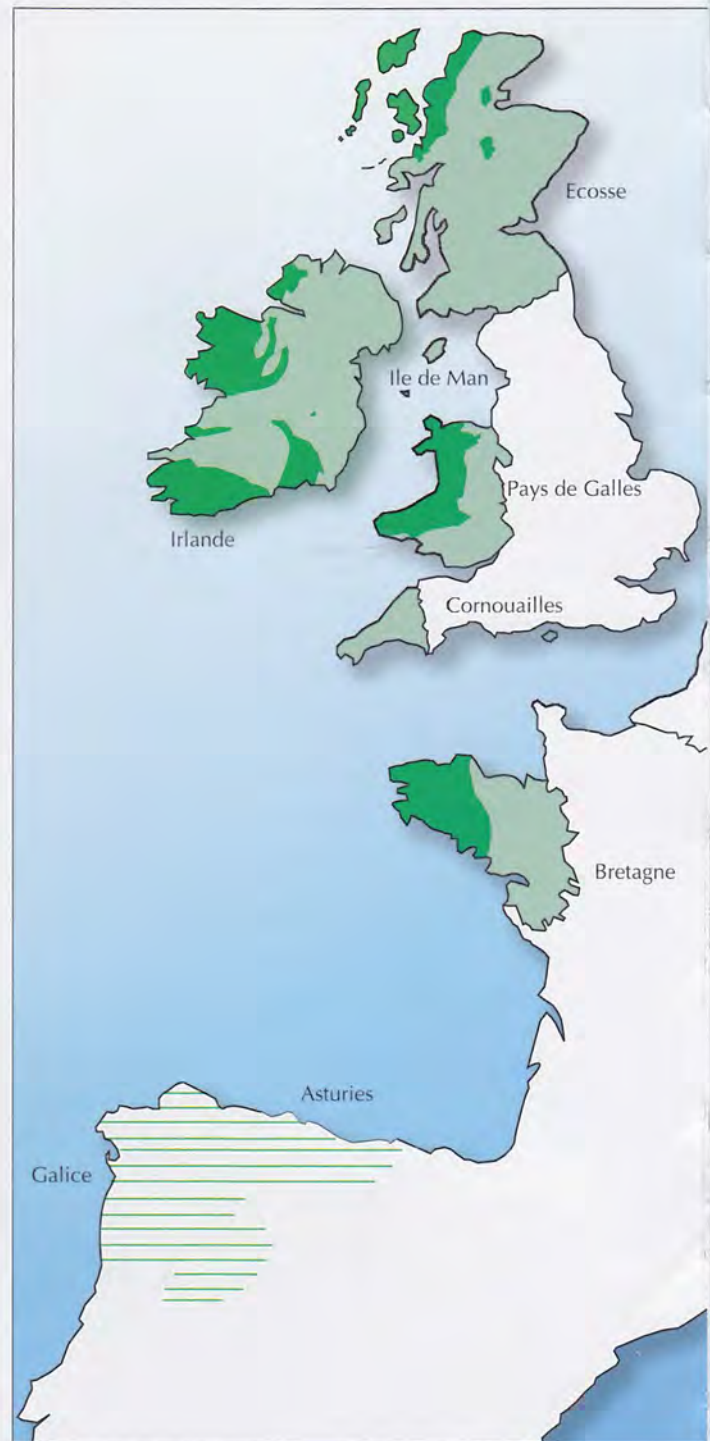 Ecosse
Ile de Man
Pays de Galles
Irlande
Cornouailles
Bretagne
Asturies
Galice